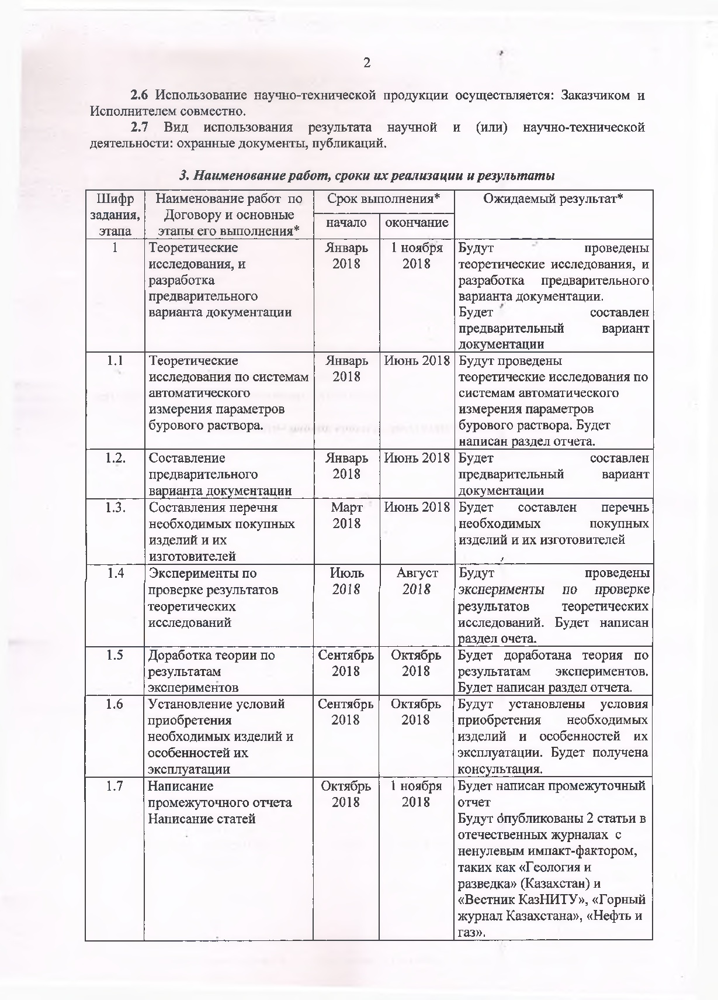 2
2.6 Использование научно-технической продукции осуществляется: Заказчиком и
Исполнителем совместно.
2.7 Вид использования результата научной и (или) научно-технической
деятельности: охранные документы, публикаций.
3. Наименование работ, сроки их реализации и результаты
Шифр задания, этапа
Наименование работ по Договору и основные этапы его выполнения*
Срок выполнения*
Ожидаемый результат*
начало
окончание
1
Теоретические
исследования, и
разработка
предварительного
варианта документации
Январь
2018
1 ноября
2018
Будут проведены
теоретические исследования, и
разработка предварительного
варианта документации.
Будет составлен
предварительный вариант
документации
1.1
Теоретические
исследования по системам
автоматического
измерения параметров
бурового раствора.
Январь
2018
Июнь 2018
Будут проведены
теоретические исследования по
системам автоматического
измерения параметров
бурового раствора. Будет
написан раздел отчета.
1.2.
Составление
предварительного
варианта документации
Январь
2018
Июнь 2018
Будет составлен
предварительный вариант
документации
1.3.
Составления перечня
необходимых покупных
изделий и их
изготовителей
Март
2018
Июнь 2018
Будет составлен перечнь
необходимых покупных
изделий и их изготовителей
1.4
Эксперименты по
проверке результатов
теоретических
исследований
Июль
2018
Август
2018
Будут проведены
эксперименты по проверке
результатов теоретических
исследований. Будет написан
раздел очета.
1.5
Доработка теории по
результатам
экспериментов
Сентябрь
2018
Октябрь
2018
Будет доработана теория по
результатам экспериментов.
Будет написан раздел отчета.
1.6
Установление условий
приобретения
необходимых изделий и
особенностей их
эксплуатации
Сентябрь
2018
Октябрь
2018
Будут установлены условия
приобретения необходимых
изделий и особенностей их
эксплуатации. Будет получена
консультация.
1.7
Написание
промежуточного отчета
Написание статей
Октябрь
2018
1 ноября
2018
Будет написан промежуточный
отчет
Будут опубликованы 2 статьи в
отечественных журналах с
ненулевым импакт-фактором,
таких как «Геология и
разведка» (Казахстан) и
«Вестник КазНИТУ», «Горный
журнал Казахстана», «Нефть и
газ».